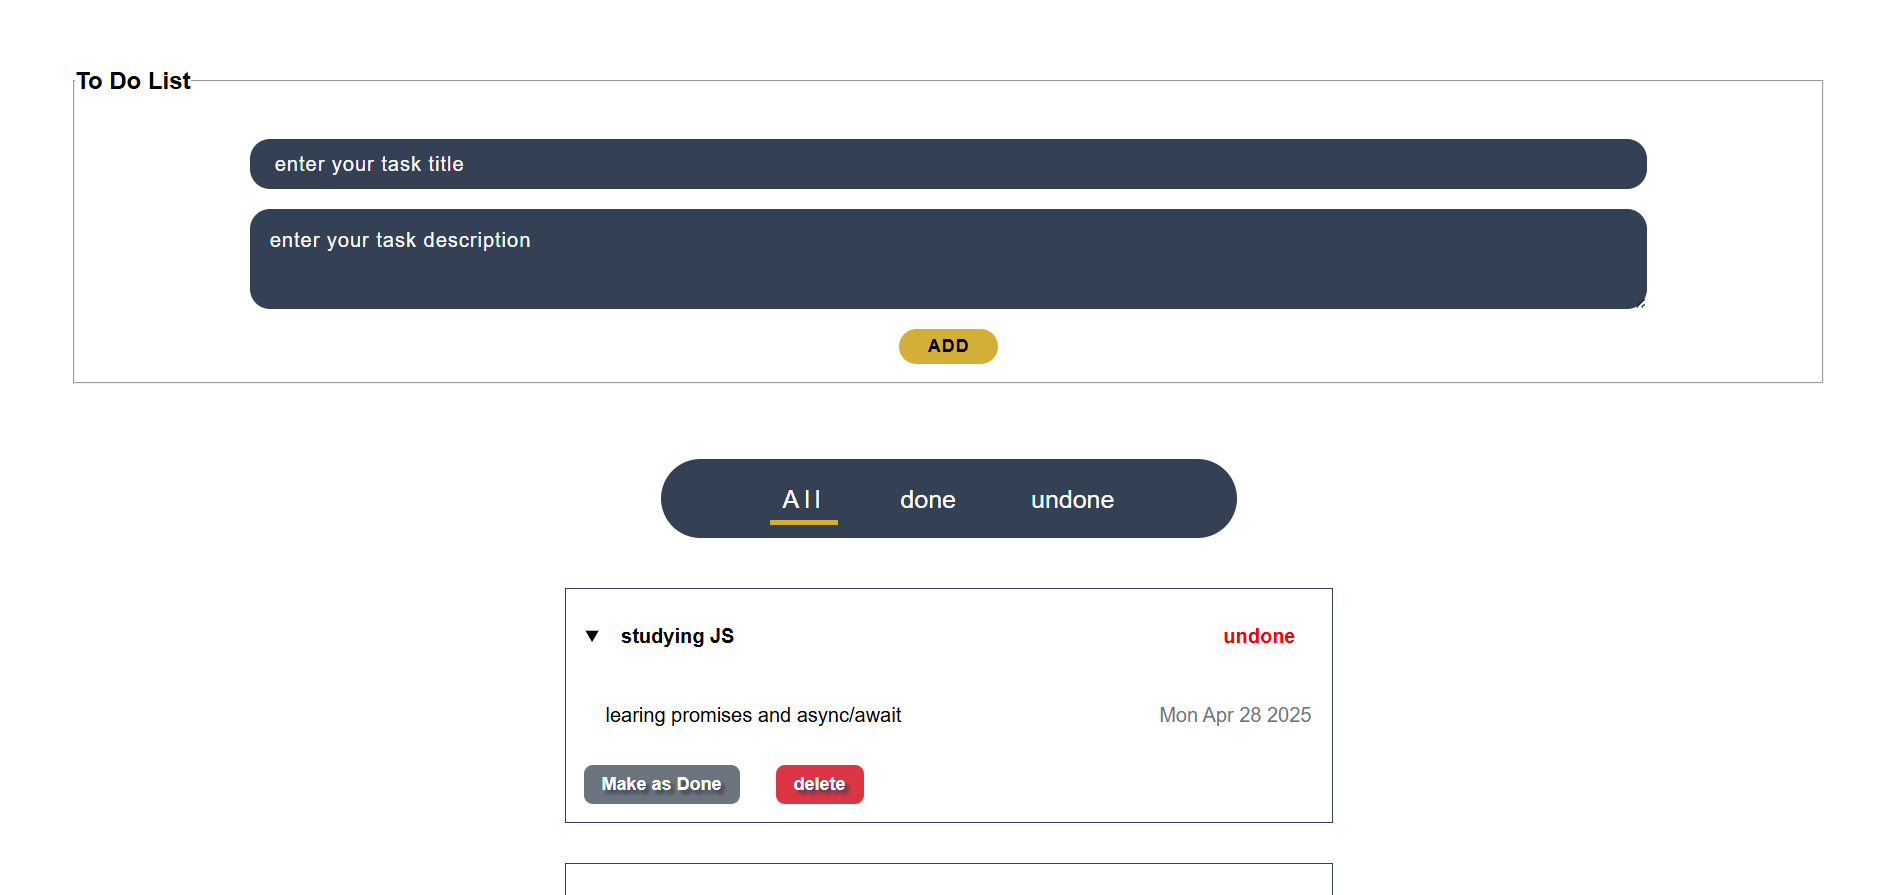 To Do List
enter your task title
enter your task description
ADD
All done undone
studying JS undone
learing promises and async/await Mon Apr 28 2025
Make as Done delete